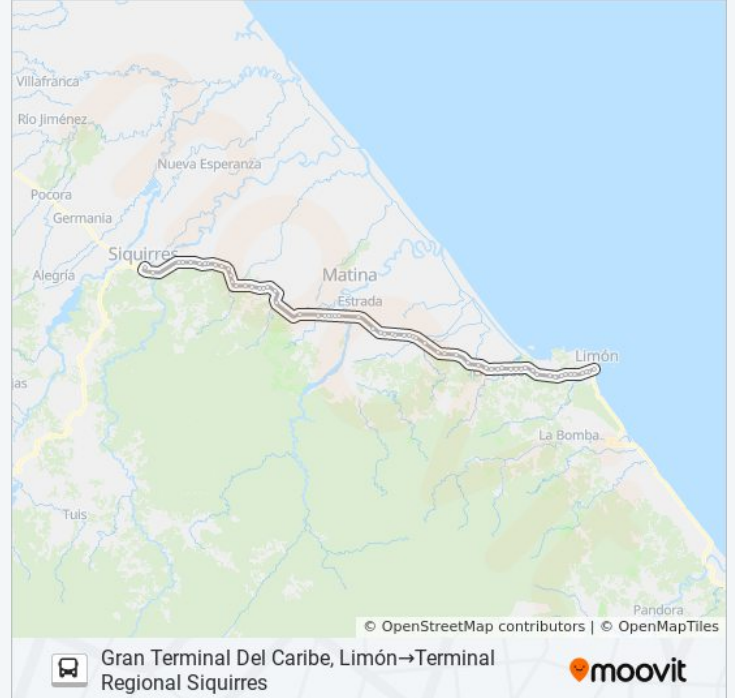 Villafranca
Río Jiménez
Nueva Esperanza
Pocora
Germania
Siquirres
Alegría
Matina
Estrada
Limón
as
La Bomba
Tuis
Pandora
© OpenStreetMap contributors | © OpenMapTiles
Gran Terminal Del Caribe, Limón→Terminal
Regional Siquirres
moovit